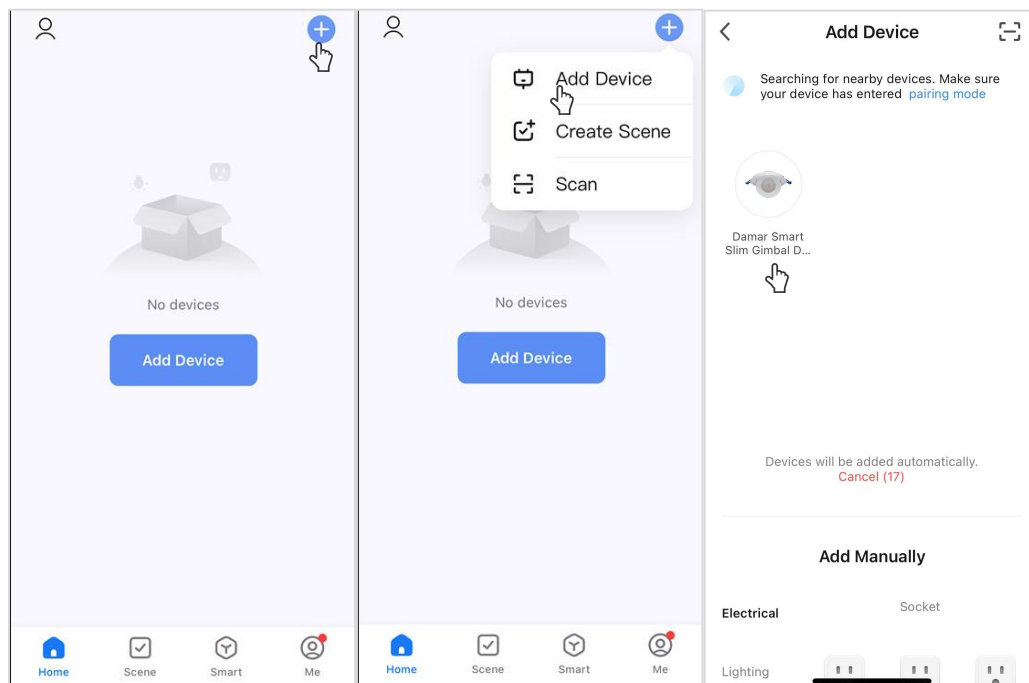 No devices
Add Device
Home
Scene
Smart
Me
Add Device
Create Scene
Scan
No devices
Add Device
Home
Scene
Smart
Me
Add Device
Searching for nearby devices. Make sure
your device has entered pairing mode
Damar Smart
Slim Gimbal D...
Devices will be added automatically.
Cancel (17)
Add Manually
Electrical
Socket
Lighting